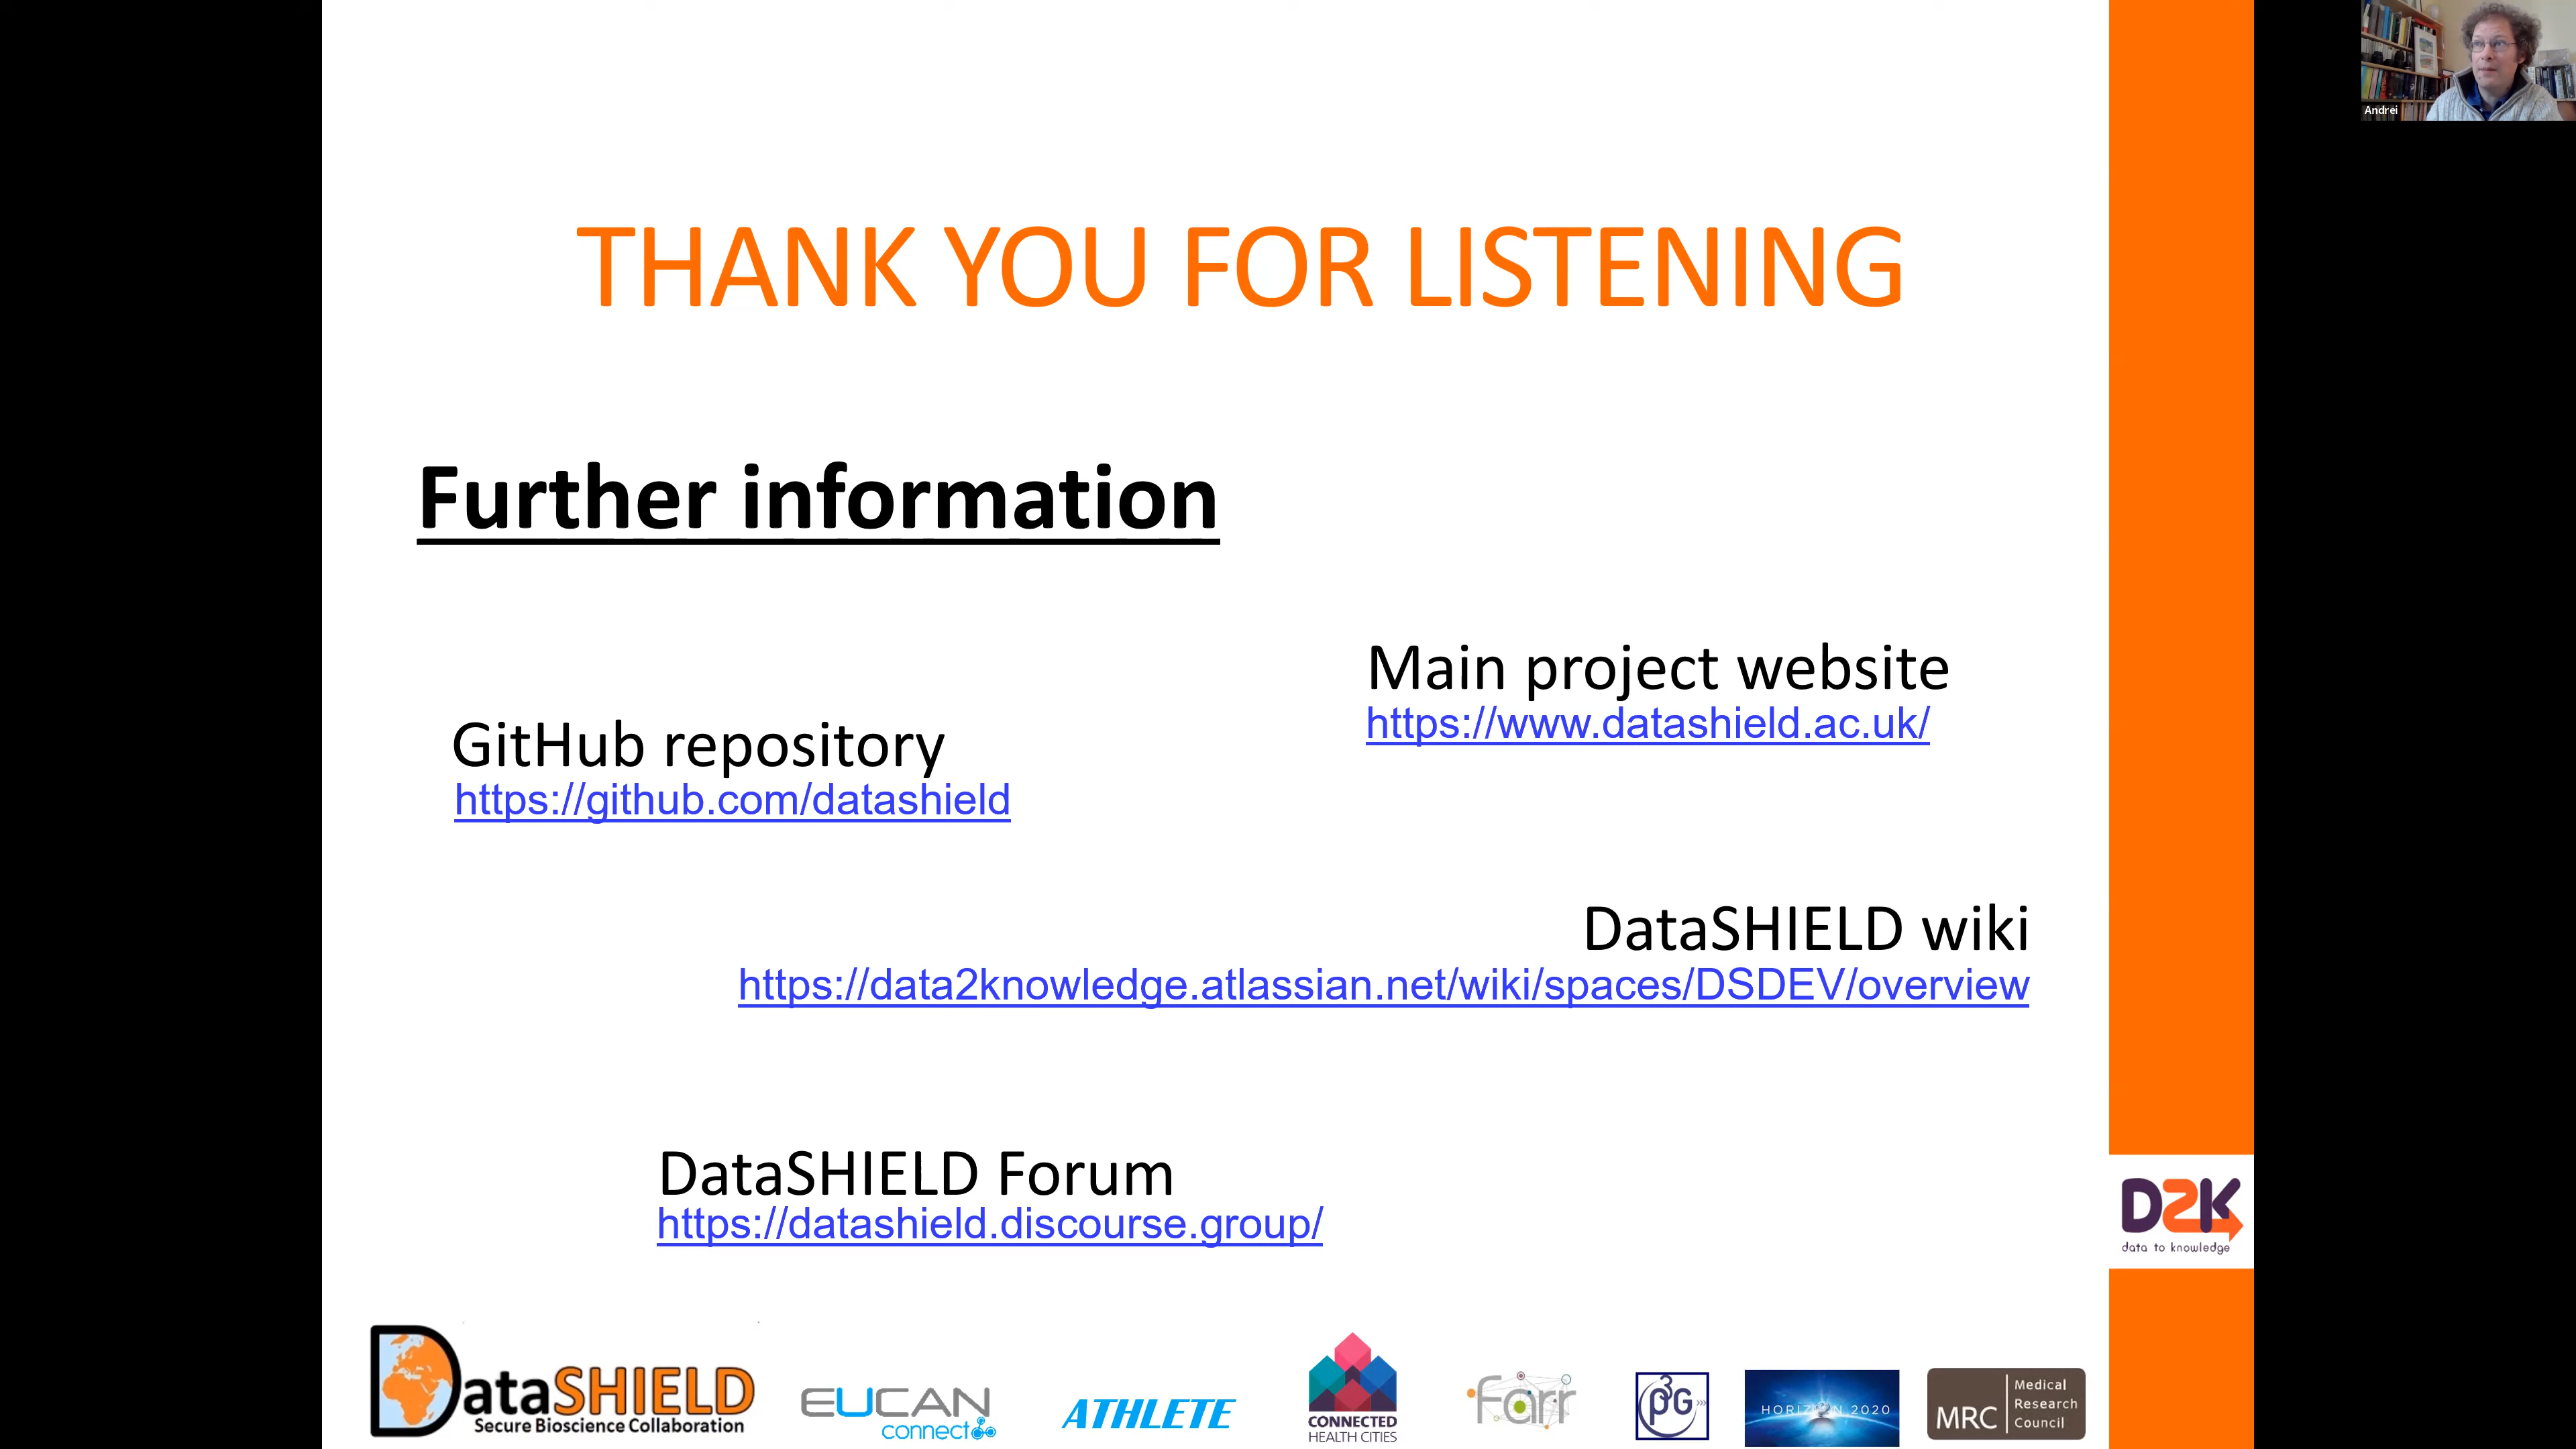 Andrei
THANK YOU FOR LISTENING
Further information
Main project website
https://www.datashield.ac.uk/
GitHub repository
https://github.com/datashield
DataSHIELD wiki
https://data2knowledge.atlassian.net/wiki/spaces/DSDEV/overview
DataSHIELD Forum
https://datashield.discourse.group/
D2K
data to knowledge
DataSHIELD
Secure Bioscience Collaboration
EUCAN
connect
ATHLETE
CONNECTED
HEALTH CITIES
Farr
P3G
HORIZON 2020
MRC
Medical
Research
Council